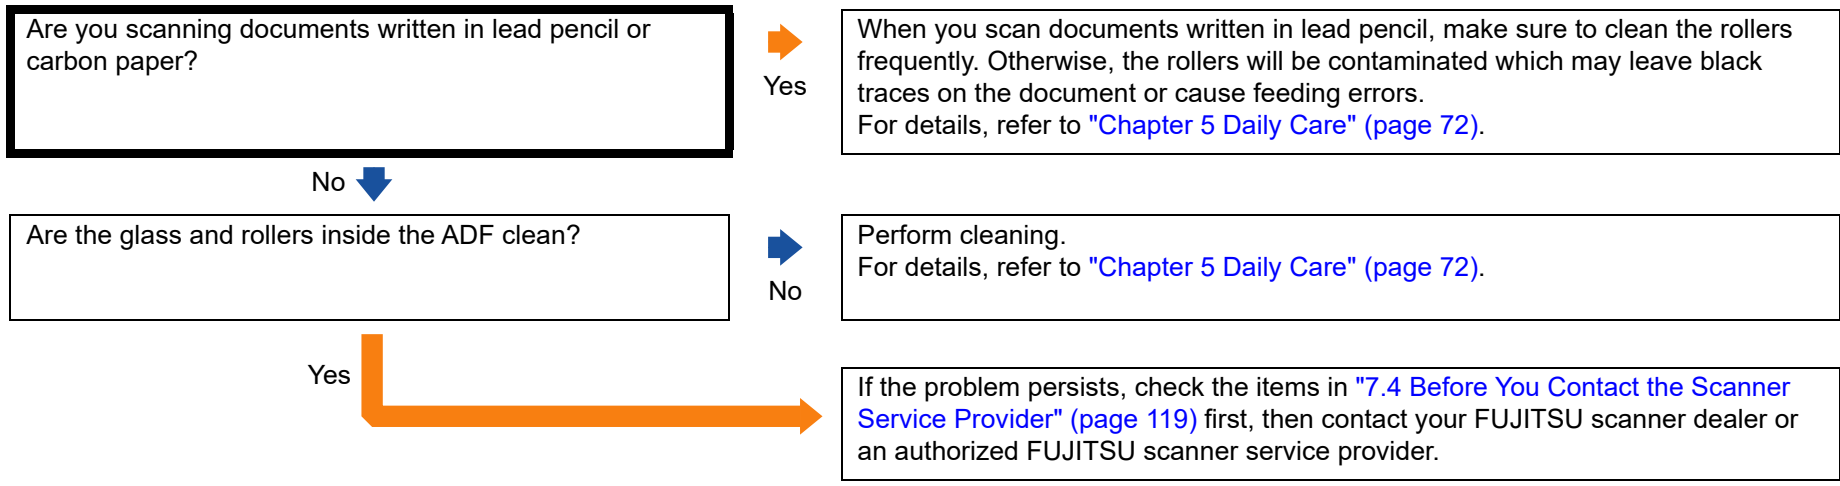 Are you scanning documents written in lead pencil or
carbon paper?
Yes
When you scan documents written in lead pencil, make sure to clean the rollers
frequently. Otherwise, the rollers will be contaminated which may leave black
traces on the document or cause feeding errors.
For details, refer to "Chapter 5 Daily Care" (page 72).
No
Are the glass and rollers inside the ADF clean?
No
Perform cleaning.
For details, refer to "Chapter 5 Daily Care" (page 72).
Yes
If the problem persists, check the items in "7.4 Before You Contact the Scanner
Service Provider" (page 119) first, then contact your FUJITSU scanner dealer or
an authorized FUJITSU scanner service provider.